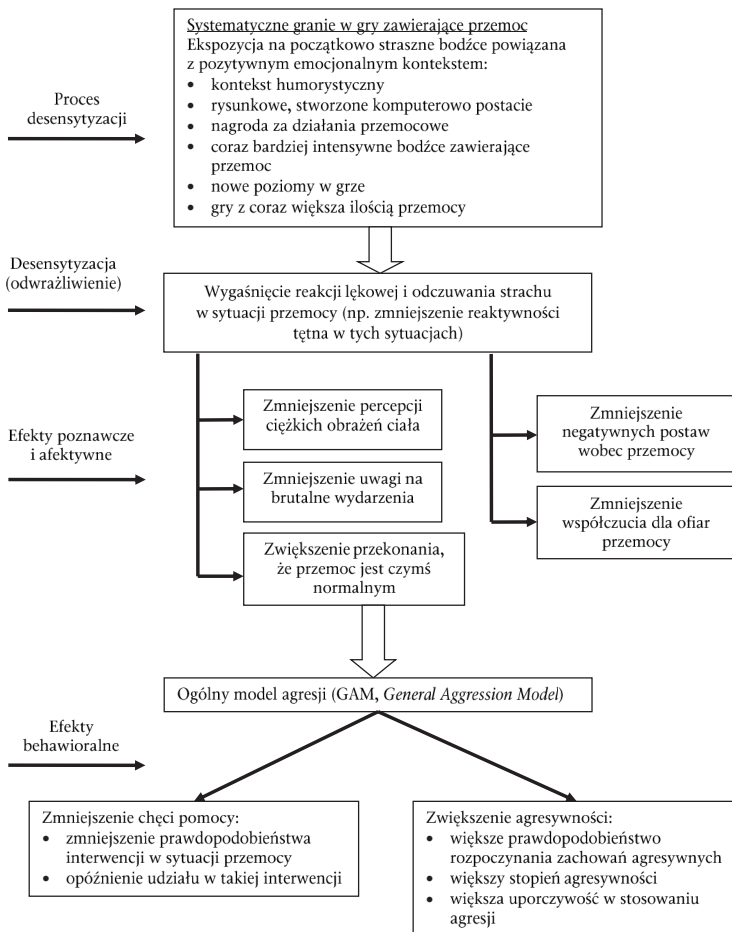 Systematyczne granie w gry zawierające przemoc
Ekspozycja na początkowo straszne bodźce powiązana
z pozytywnym emocjonalnym kontekstem:
• kontekst humorystyczny
• rysunkowe, stworzone komputerowo postacie
• nagroda za działania przemocowe
• coraz bardziej intensywne bodźce zawierające
przemoc
• nowe poziomy w grze
• gry z coraz większa ilością przemocy
Proces
desensytyzacji
Desensytyzacja
(odwrażliwienie)
Wygaśnięcie reakcji lękowej i odczuwania strachu
w sytuacji przemocy (np. zmniejszenie reaktywności
tętna w tych sytuacjach)
Efekty poznawcze
i afektywne
Zmniejszenie percepcji
ciężkich obrażeń ciała
Zmniejszenie uwagi na
brutalne wydarzenia
Zwiększenie przekonania,
że przemoc jest czymś
normalnym
Zmniejszenie
negatywnych postaw
wobec przemocy
Zmniejszenie
współczucia dla ofiar
przemocy
Ogólny model agresji (GAM, General Aggression Model)
Efekty
behawioralne
Zmniejszenie chęci pomocy:
• zmniejszenie prawdopodobieństwa
interwencji w sytuacji przemocy
• opóźnienie udziału w takiej interwencji
Zwiększenie agresywności:
• większe prawdopodobieństwo
rozpoczynania zachowań agresywnych
• większy stopień agresywności
• większa uporczywość w stosowaniu
agresji